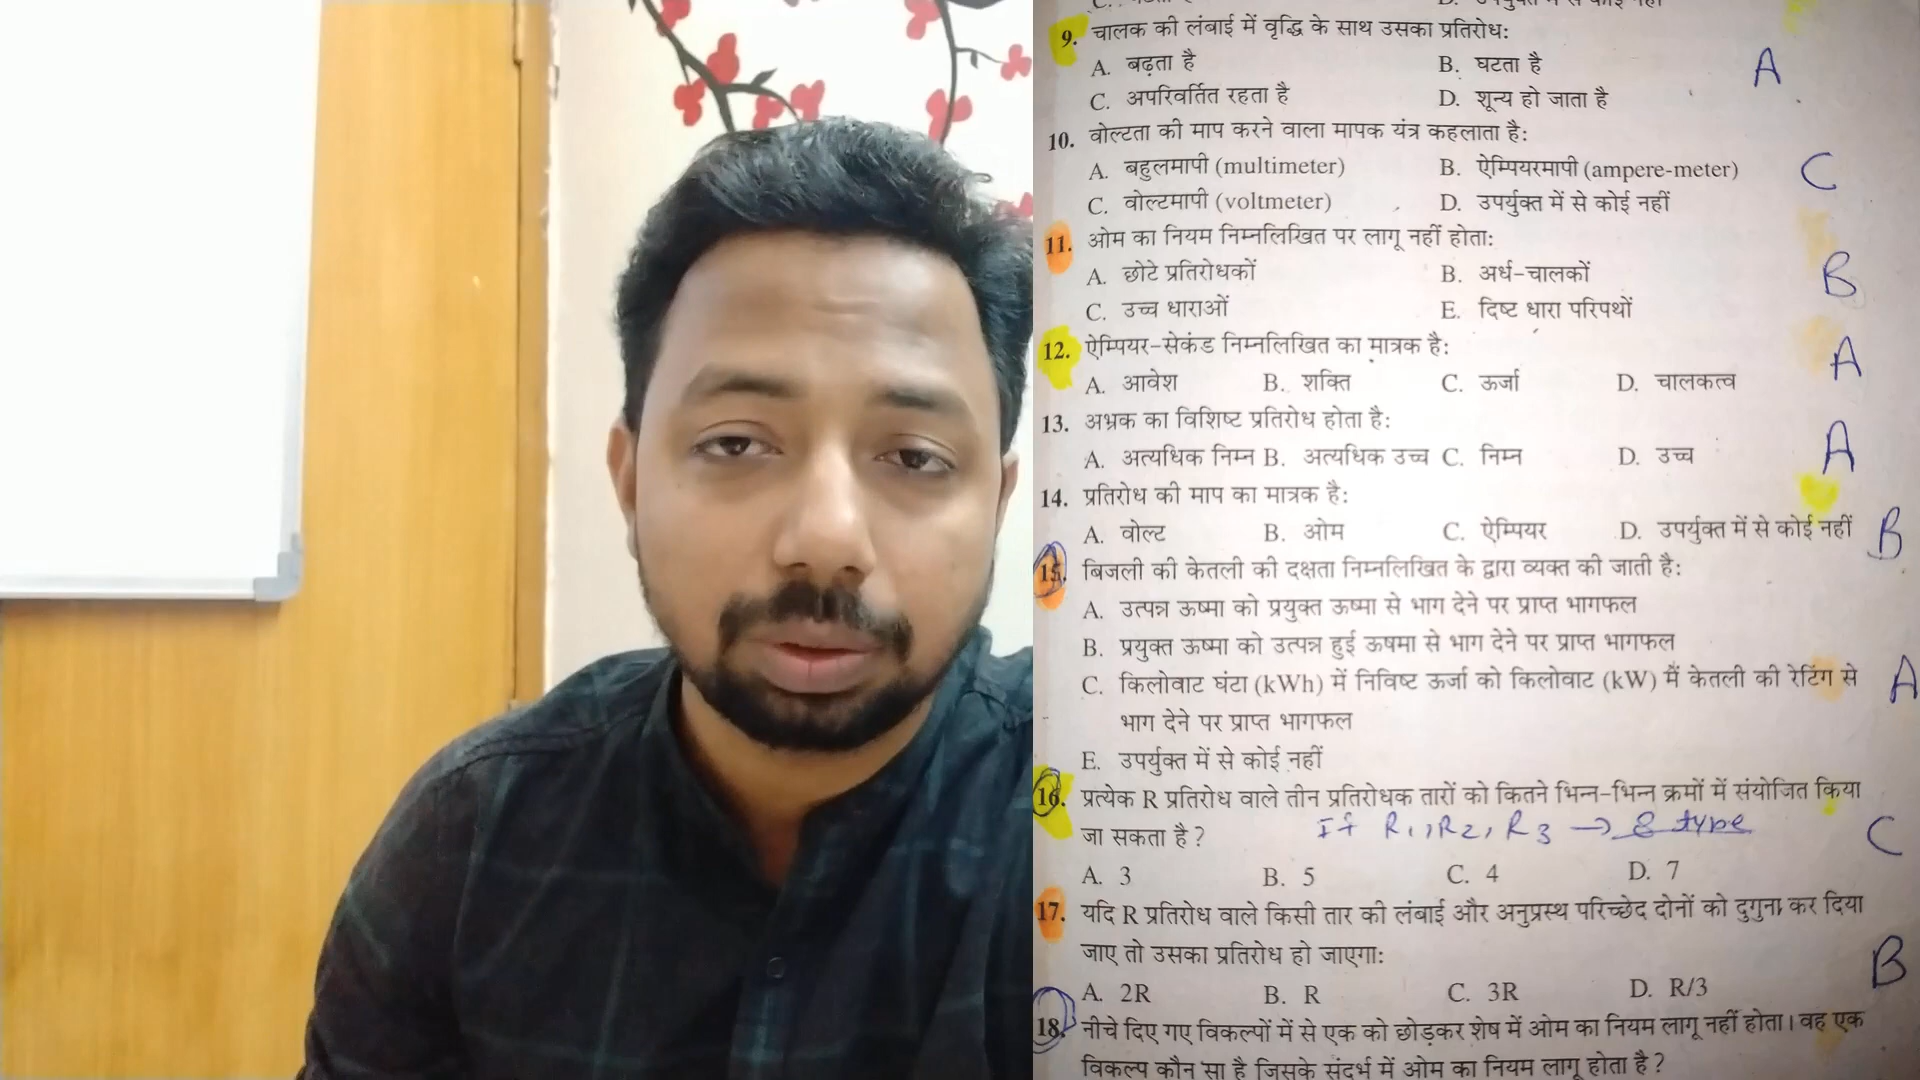 9. चालक की लंबाई में वृद्धि के साथ उसका प्रतिरोध:
A. बढ़ता है B. घटता है A
C. अपरिवर्तित रहता है D. शून्य हो जाता है
10. वोल्टता की माप करने वाला मापक यंत्र कहलाता है:
A. बहुलमापी (multimeter) B. ऐम्पियरमापी (ampere-meter) C
C. वोल्टमापी (voltmeter) D. उपर्युक्त में से कोई नहीं
11. ओम का नियम निम्नलिखित पर लागू नहीं होता:
A. छोटे प्रतिरोधकों B. अर्ध-चालकों B
C. उच्च धाराओं E. दिष्ट धारा परिपथों
12. ऐम्पियर-सेकंड निम्नलिखित का मात्रक है:
A. आवेश B. शक्ति C. ऊर्जा D. चालकत्व A
13. अभ्रक का विशिष्ट प्रतिरोध होता है:
A. अत्यधिक निम्न B. अत्यधिक उच्च C. निम्न D. उच्च A
14. प्रतिरोध की माप का मात्रक है:
A. वोल्ट B. ओम C. ऐम्पियर D. उपर्युक्त में से कोई नहीं B
15. बिजली की केतली की दक्षता निम्नलिखित के द्वारा व्यक्त की जाती है:
A. उत्पन्न ऊष्मा को प्रयुक्त ऊष्मा से भाग देने पर प्राप्त भागफल
B. प्रयुक्त ऊष्मा को उत्पन्न हुई ऊषमा से भाग देने पर प्राप्त भागफल
C. किलोवाट घंटा (kWh) में निविष्ट ऊर्जा को किलोवाट (kW) मैं केतली की रेटिंग से A
भाग देने पर प्राप्त भागफल
E. उपर्युक्त में से कोई नहीं
16. प्रत्येक R प्रतिरोध वाले तीन प्रतिरोधक तारों को कितने भिन्न-भिन्न क्रमों में संयोजित किया
जा सकता है? If R1, R2, R3 → 8 type C
A. 3 B. 5 C. 4 D. 7
17. यदि R प्रतिरोध वाले किसी तार की लंबाई और अनुप्रस्थ परिच्छेद दोनों को दुगुना कर दिया
जाए तो उसका प्रतिरोध हो जाएगा:
A. 2R B. R C. 3R D. R/3 B
18. नीचे दिए गए विकल्पों में से एक को छोड़कर शेष में ओम का नियम लागू नहीं होता। वह एक
विकल्प कौन सा है जिसके संदर्भ में ओम का नियम लागू होता है?